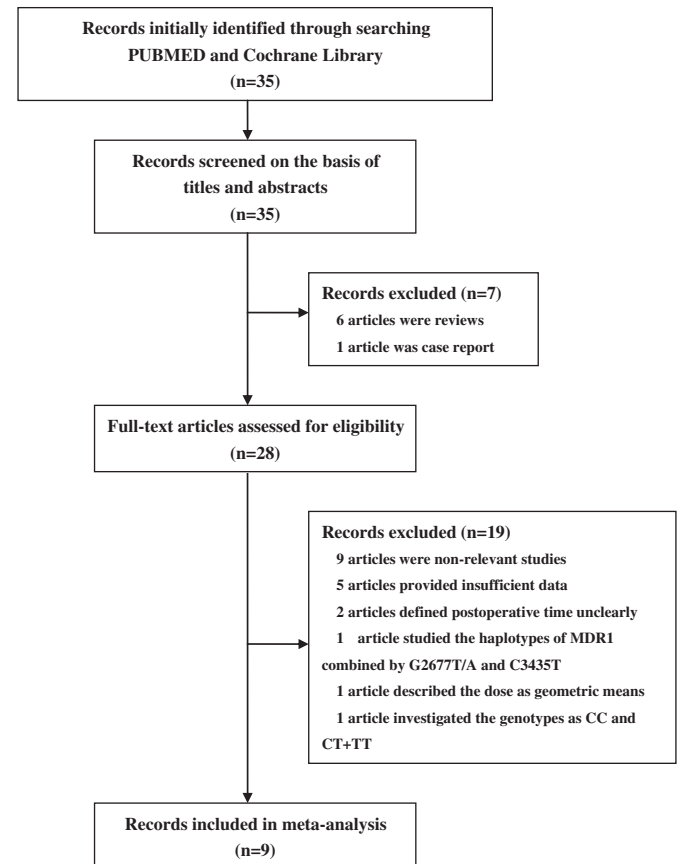 Records initially identified through searching
PUBMED and Cochrane Library
(n=35)
Records screened on the basis of
titles and abstracts
(n=35)
Records excluded (n=7)
6 articles were reviews
1 article was case report
Full-text articles assessed for eligibility
(n=28)
Records excluded (n=19)
9 articles were non-relevant studies
5 articles provided insufficient data
2 articles defined postoperative time unclearly
1 article studied the haplotypes of MDR1
combined by G2677T/A and C3435T
1 article described the dose as geometric means
1 article investigated the genotypes as CC and
CT+TT
Records included in meta-analysis
(n=9)